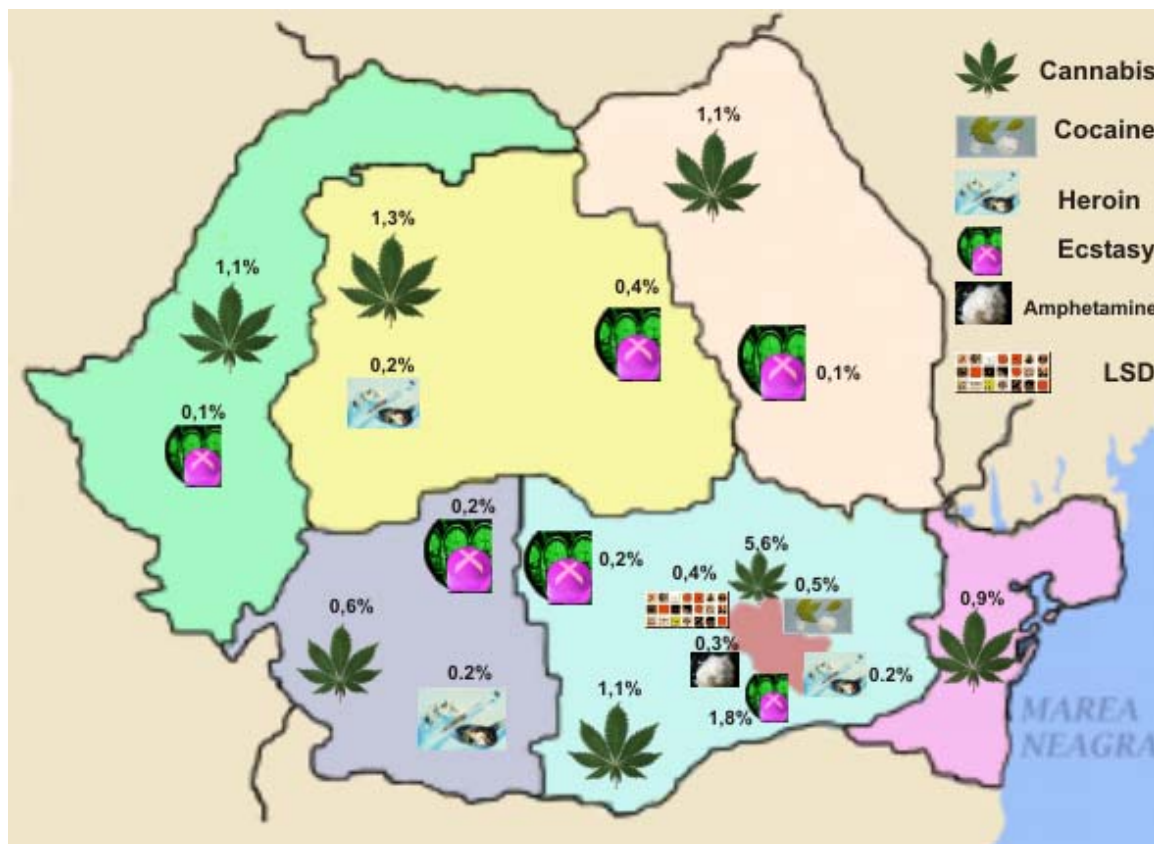 Cannabis
Cocaine
Heroin
Ecstasy
Amphetamine
LSD
1,1%
1,3%
1,1%
0,4%
0,2%
0,1%
0,1%
0,2%
0,2%
5,6%
0,4%
0,5%
0,6%
0,9%
0,3%
0.2%
0.2%
1,1%
1,8%
MAREA
NEAGRA